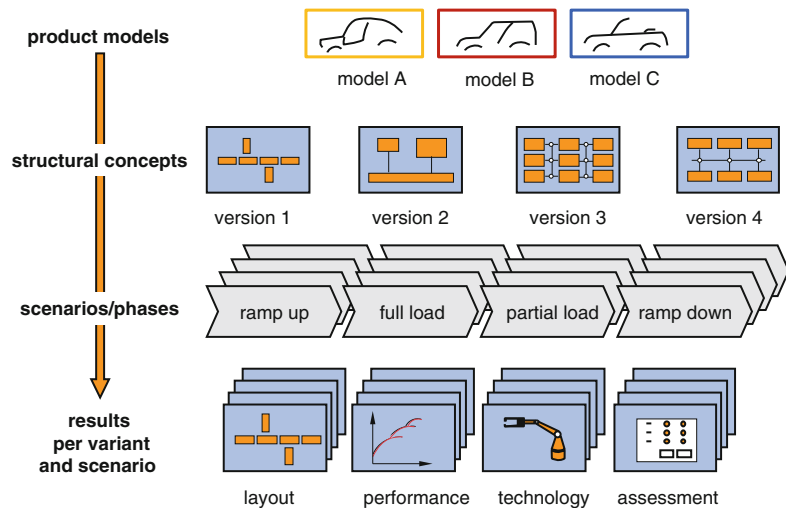 product models
model A
model B
model C
structural concepts
version 1
version 2
version 3
version 4
scenarios/phases
ramp up
full load
partial load
ramp down
results
per variant
and scenario
layout
performance
technology
assessment